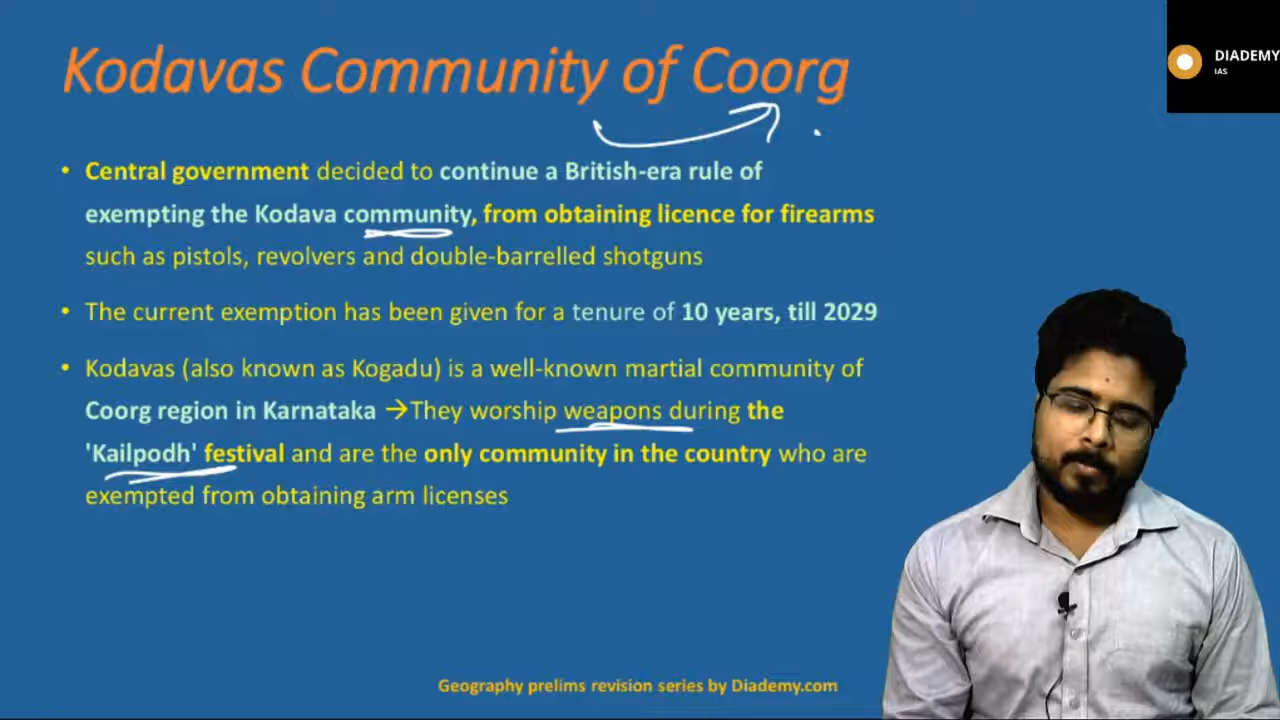 Kodavas Community of Coorg
DIADEMY
IAS
• Central government decided to continue a British-era rule of
exempting the Kodava community, from obtaining licence for firearms
such as pistols, revolvers and double-barrelled shotguns
• The current exemption has been given for a tenure of 10 years, till 2029
• Kodavas (also known as Kogadu) is a well-known martial community of
Coorg region in Karnataka →They worship weapons during the
'Kailpodh' festival and are the only community in the country who are
exempted from obtaining arm licenses
Geography prelims revision series by Diademy.com